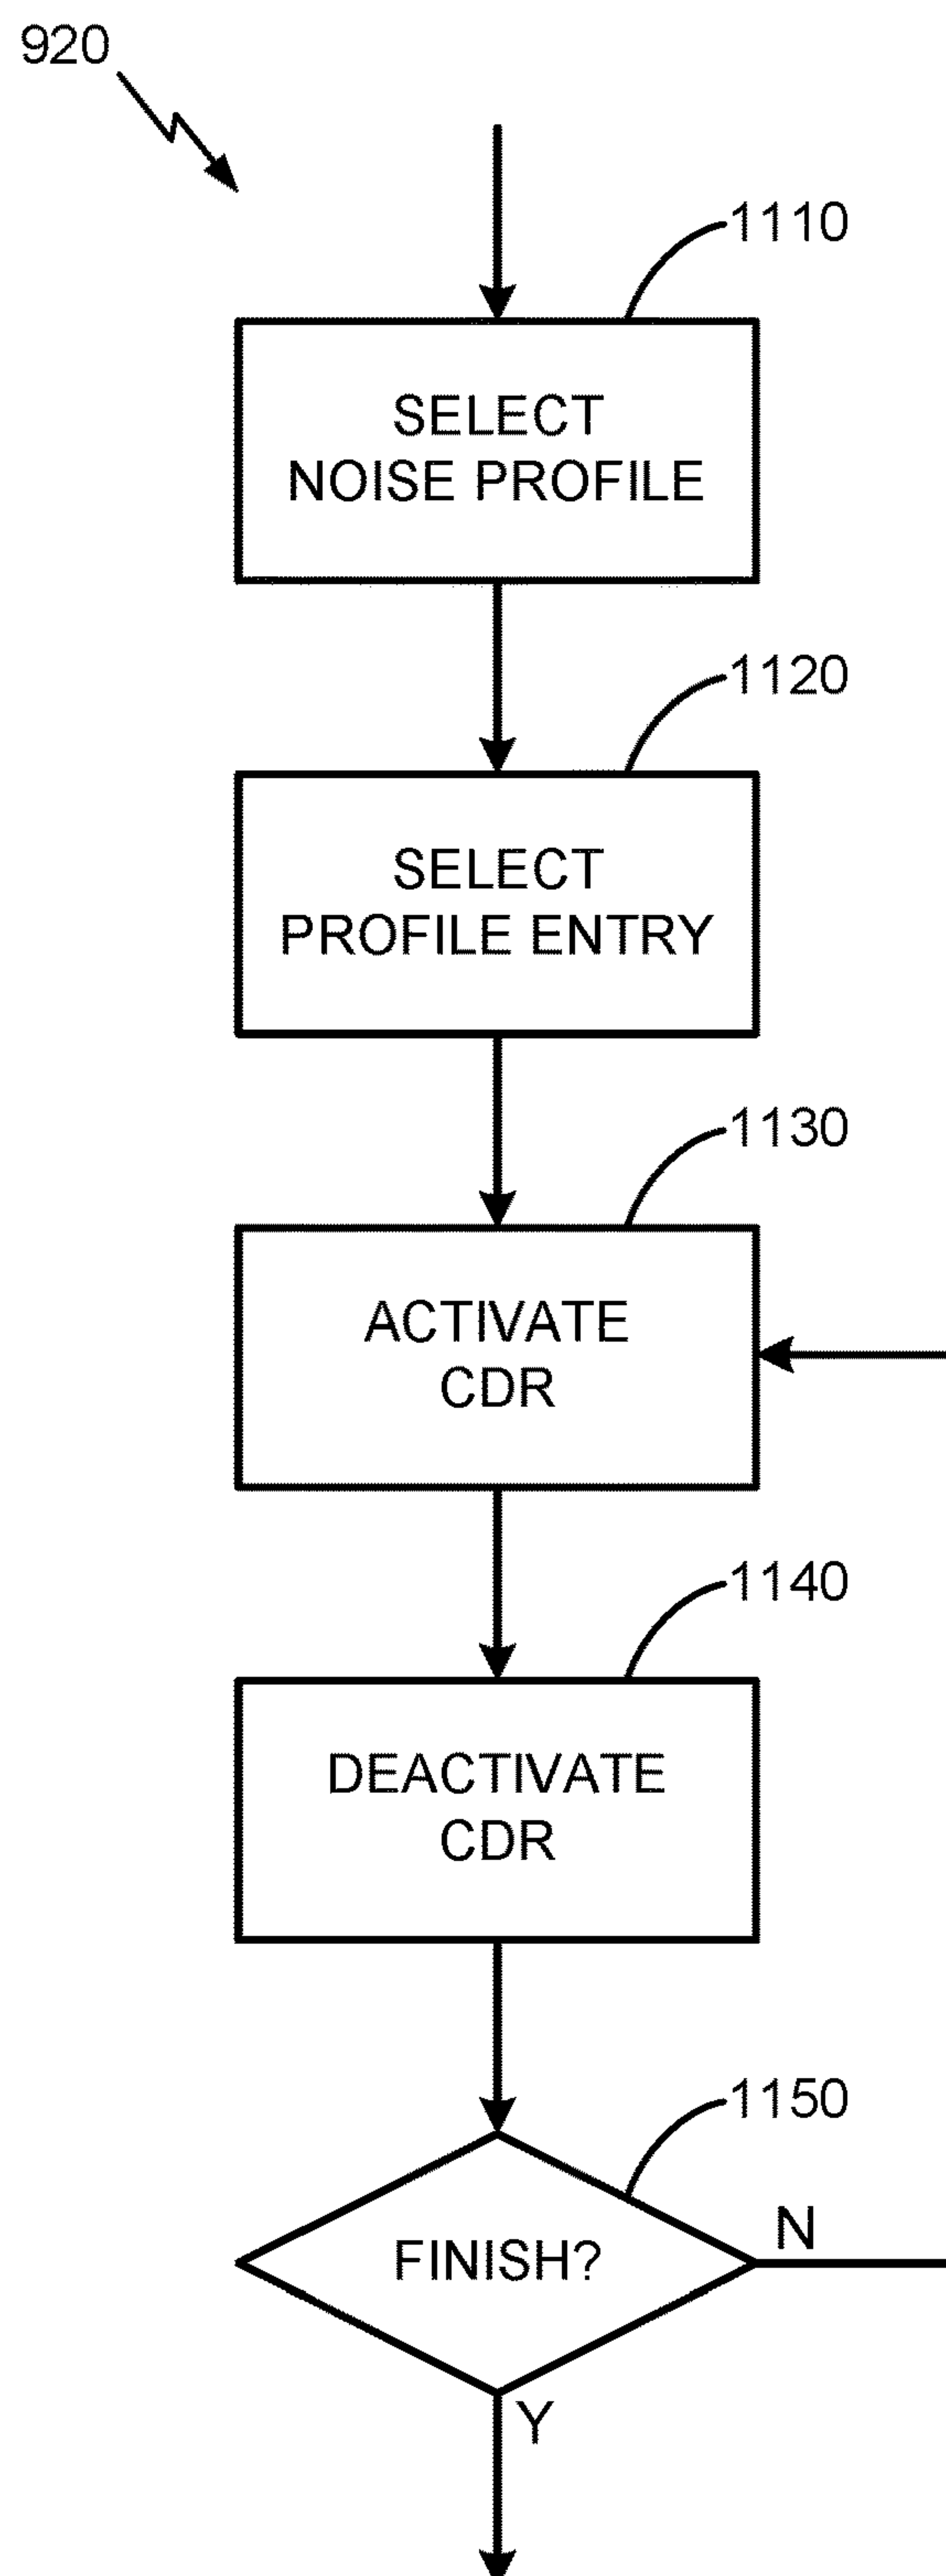 920
1110
SELECT
NOISE PROFILE
1120
SELECT
PROFILE ENTRY
1130
ACTIVATE
CDR
1140
DEACTIVATE
CDR
1150
FINISH?
N
Y